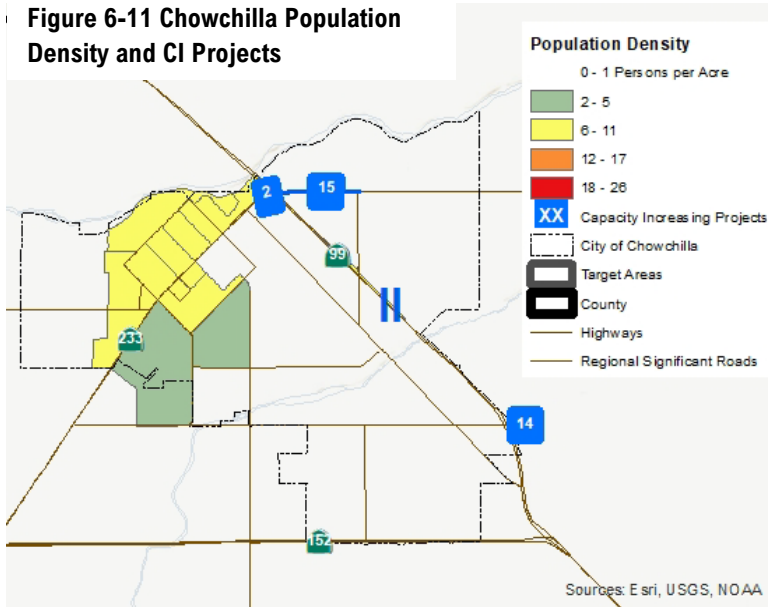 Figure 6-11 Chowchilla Population
Density and CI Projects
Population Density
0 - 1 Persons per Acre
2 - 5
6 - 11
12 - 17
18 - 26
XX Capacity Increasing Projects
City of Chowchilla
Target Areas
County
Highways
Regional Significant Roads
2
15
99
233
14
152
Sources: Esri, USGS, NOAA